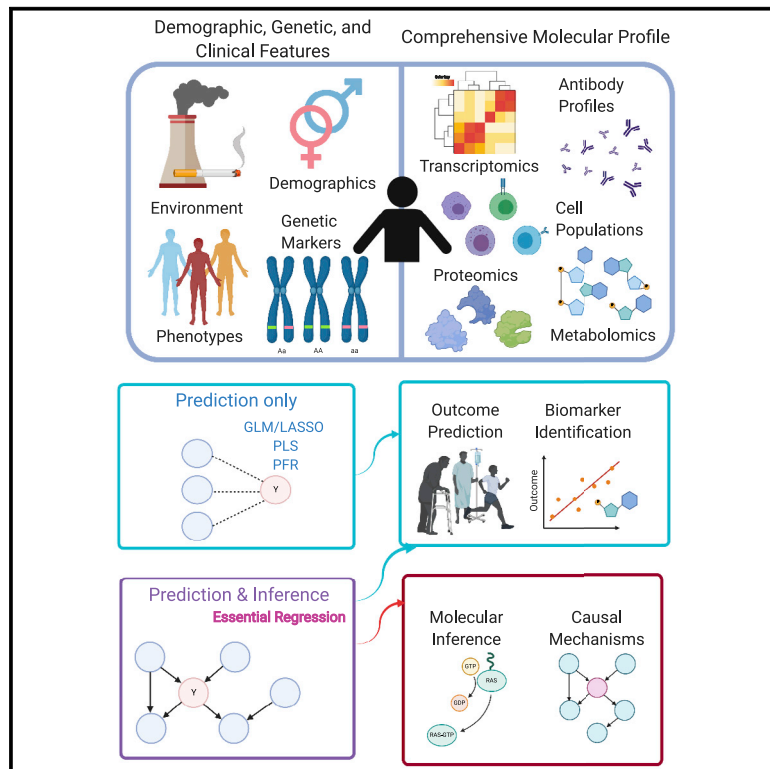 Demographic, Genetic, and
Clinical Features
Comprehensive Molecular Profile
Environment
Demographics
Phenotypes
Genetic
Markers
Aa
AA
aa
Transcriptomics
Antibody
Profiles
Cell
Populations
Proteomics
Metabolomics
Prediction only
GLM/LASSO
PLS
PFR
Y
Outcome
Prediction
Biomarker
Identification
Outcome
Prediction & Inference
Essential Regression
Y
Molecular
Inference
GTP
RAS
GDP
RAS-GTP
Causal
Mechanisms